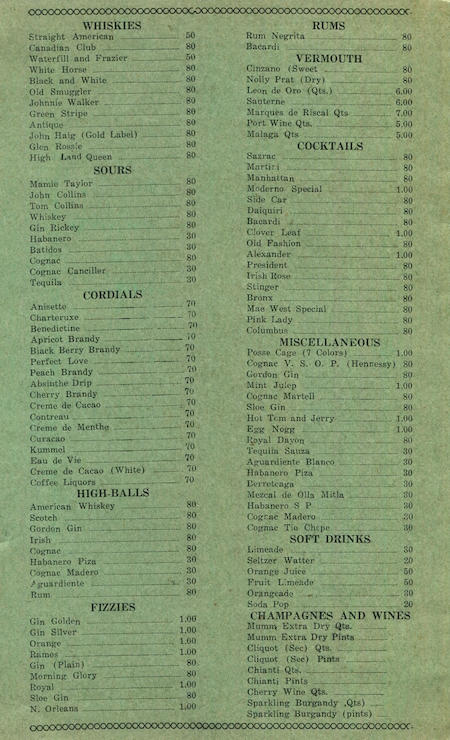 WHISKIES
Straight American 50
Canadian Club 80
Waterfill and Frazier 50
White Horse 80
Black and White 80
Old Smuggler 80
Johnnie Walker 80
Green Stripe 80
Antique 80
John Haig (Gold Label) 80
Glen Rossie 80
High Land Queen 80
SOURS
Mamie Taylor 80
John Collins 80
Tom Collins 80
Whiskey 80
Gin Rickey 80
Habanero 30
Batidos 30
Cognac 80
Cognac Canciller 30
Tequila 30
CORDIALS
Anisette 70
Charteruxe 70
Benedictine 70
Apricot Brandy 70
Black Berry Brandy 70
Perfect Love 70
Peach Brandy 70
Absinthe Drip 70
Cherry Brandy 70
Creme de Cacao 70
Contreau 70
Creme de Menthe 70
Curacao 70
Kummel 70
Eau de Vie 70
Creme de Cacao (White) 70
Coffee Liquors 70
HIGH-BALLS
American Whiskey 80
Scotch 80
Gordon Gin 80
Irish 80
Cognac 80
Habanero Piza 30
Cognac Madero 30
Aguardiente 30
Rum 80
FIZZIES
Gin Golden 1.00
Gin Silver 1.00
Orange 1.00
Ramos 1.00
Gin (Plain) 80
Morning Glory 80
Royal 1.00
Sloe Gin 80
N. Orleans 1.00
RUMS
Rum Negrita 80
Bacardi 80
VERMOUTH
Cinzano (Sweet 80
Nolly Prat (Dry) 80
Leon de Oro (Qts.) 6.00
Sauterne 6.00
Marques de Riscal Qts 7.00
Port Wine Qts. 5.00
Malaga Qts 5.00
COCKTAILS
Sazrac 80
Martini 80
Manhattan 80
Moderno Special 1.00
Side Car 80
Daiquiri 80
Bacardi 80
Clover Leaf 1.00
Old Fashion 80
Alexander 1.00
President 80
Irish Rose 80
Stinger 80
Bronx 80
Mae West Special 80
Pink Lady 80
Columbus 80
MISCELLANEOUS
Posse Cage (7 Colors) 1.00
Cognac V. S. O. P. (Hennessy) 80
Gordon Gin 80
Mint Julep 1.00
Cognac Martell 80
Sloe Gin 80
Hot Tom and Jerry 1.00
Egg Nogg 1.00
Royal Dayon 80
Tequila Sauza 30
Aguardiente Blanco 30
Habanero Piza 30
Berreteaga 30
Mezcal de Olla Mitla 30
Habanero S P 30
Cognac Madero 30
Cognac Tio Chepe 30
SOFT DRINKS
Limeade 30
Seltzer Watter 20
Orange Juice 50
Fruit Limeade 50
Orangeade 30
Soda Pop 20
CHAMPAGNES AND WINES
Mumm Extra Dry Qts.
Mumm Extra Dry Pints
Cliquot (Sec) Qts.
Cliquot (Sec) Pints
Chianti Qts.
Chianti Pints
Cherry Wine Qts.
Sparkling Burgandy ,Qts)
Sparkling Burgandy (pints)